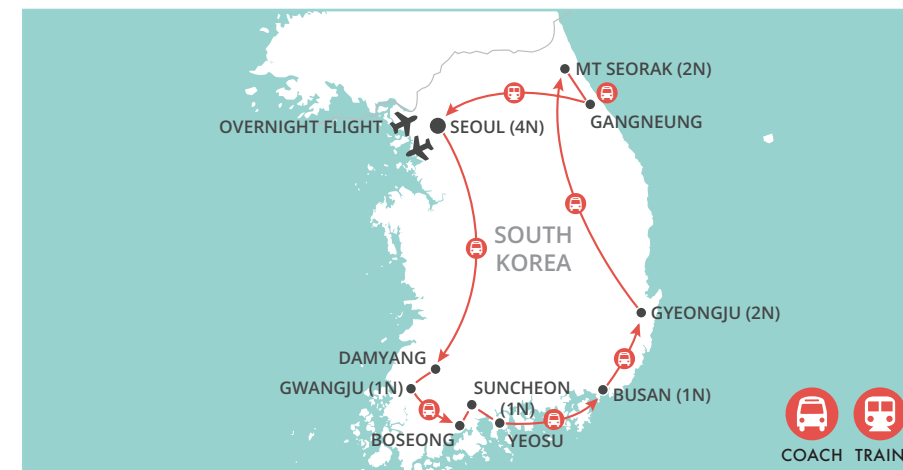 MT SEORAK (2N)
OVERNIGHT FLIGHT
SEOUL (4N)
GANGNEUNG
SOUTH
KOREA
GYEONGJU (2N)
DAMYANG
GWANGJU (1N)
SUNCHEON
(1N)
BUSAN (1N)
BOSEONG
YEOSU
COACH
TRAIN